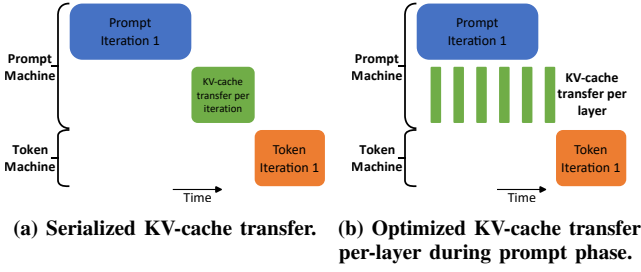 Prompt
Machine
Token
Machine
Prompt
Iteration 1
KV-cache
transfer per
iteration
Token
Iteration 1
Time
(a) Serialized KV-cache transfer.
Prompt
Machine
Token
Machine
Prompt
Iteration 1
KV-cache
transfer per
layer
Token
Iteration 1
Time
(b) Optimized KV-cache transfer
per-layer during prompt phase.